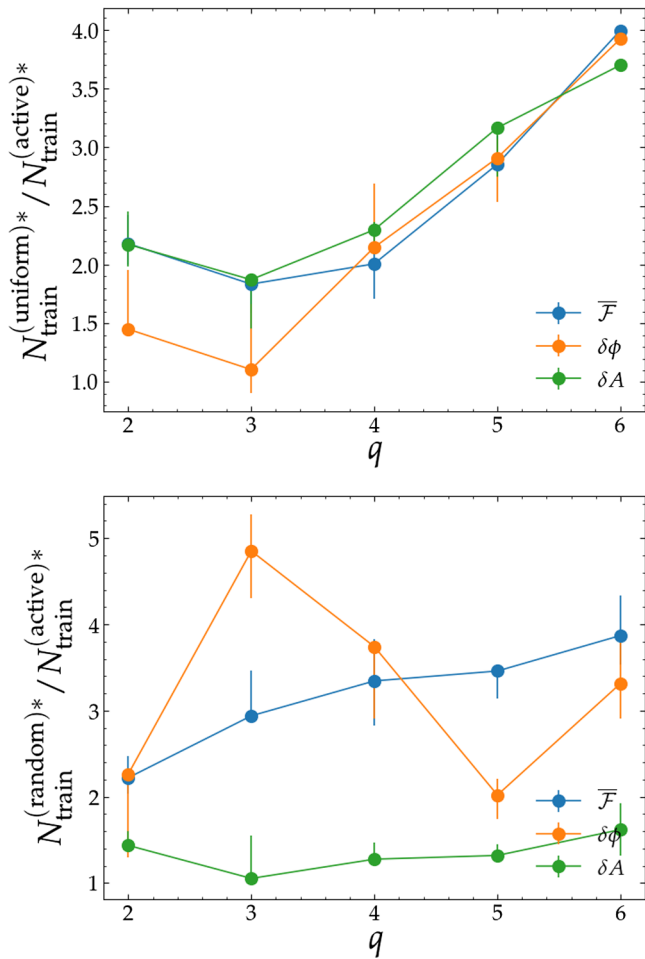 N_train^(uniform)* / N_train^(active)*
4.0
3.5
3.0
2.5
2.0
1.5
1.0
2 3 4 5 6
q
F̅
δϕ
δA
N_train^(random)* / N_train^(active)*
5
4
3
2
1
2 3 4 5 6
q
F̅
δϕ
δA